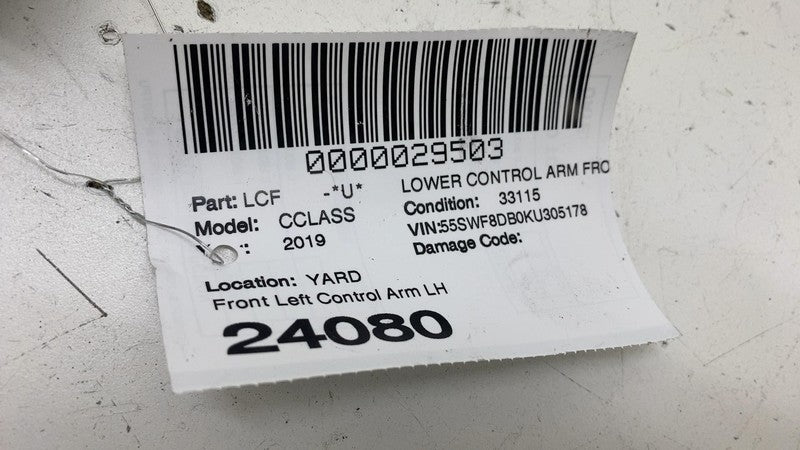 0000029503
Part: LCF -*U* LOWER CONTROL ARM FRO
Model: CCLASS Condition: 33115
: 2019 VIN:55SWF8DB0KU305178
Damage Code:
Location: YARD
Front Left Control Arm LH
24080